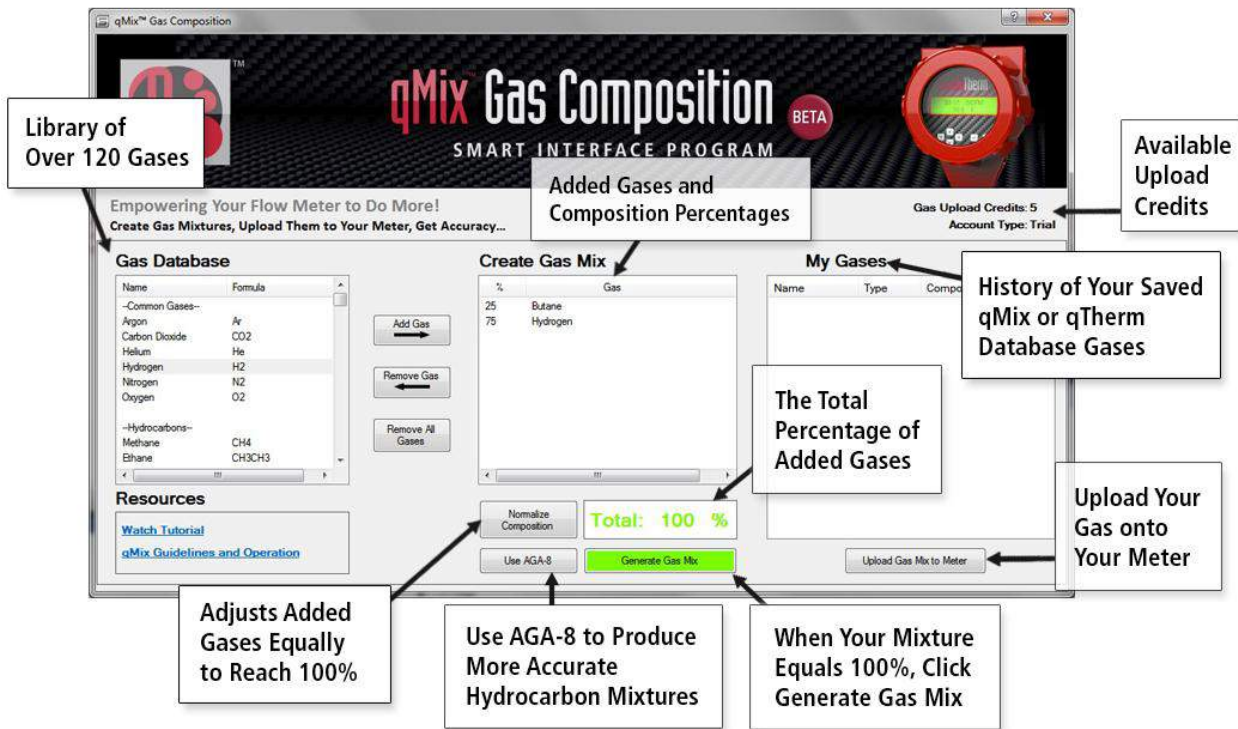 qMix™ Gas Composition
TM
qMix Gas Composition BETA
SMART INTERFACE PROGRAM
Library of
Over 120 Gases
Added Gases and
Composition Percentages
Available
Upload
Credits
Empowering Your Flow Meter to Do More!
Create Gas Mixtures, Upload Them to Your Meter, Get Accuracy...
Gas Upload Credits: 5
Account Type: Trial
Gas Database
Name Formula
--Common Gases--
Argon Ar
Carbon Dioxide CO2
Helium He
Hydrogen H2
Nitrogen N2
Oxygen O2
--Hydrocarbons--
Methane CH4
Ethane CH3CH3
Add Gas
Remove Gas
Remove All
Gases
Create Gas Mix
% Gas
25 Butane
75 Hydrogen
My Gases
Name Type Compo
History of Your Saved
qMix or qTherm
Database Gases
The Total
Percentage of
Added Gases
Resources
Watch Tutorial
qMix Guidelines and Operation
Normalize
Composition
Total: 100 %
Use AGA-8
Generate Gas Mix
Upload Gas Mix to Meter
Upload Your
Gas onto
Your Meter
Adjusts Added
Gases Equally
to Reach 100%
Use AGA-8 to Produce
More Accurate
Hydrocarbon Mixtures
When Your Mixture
Equals 100%, Click
Generate Gas Mix